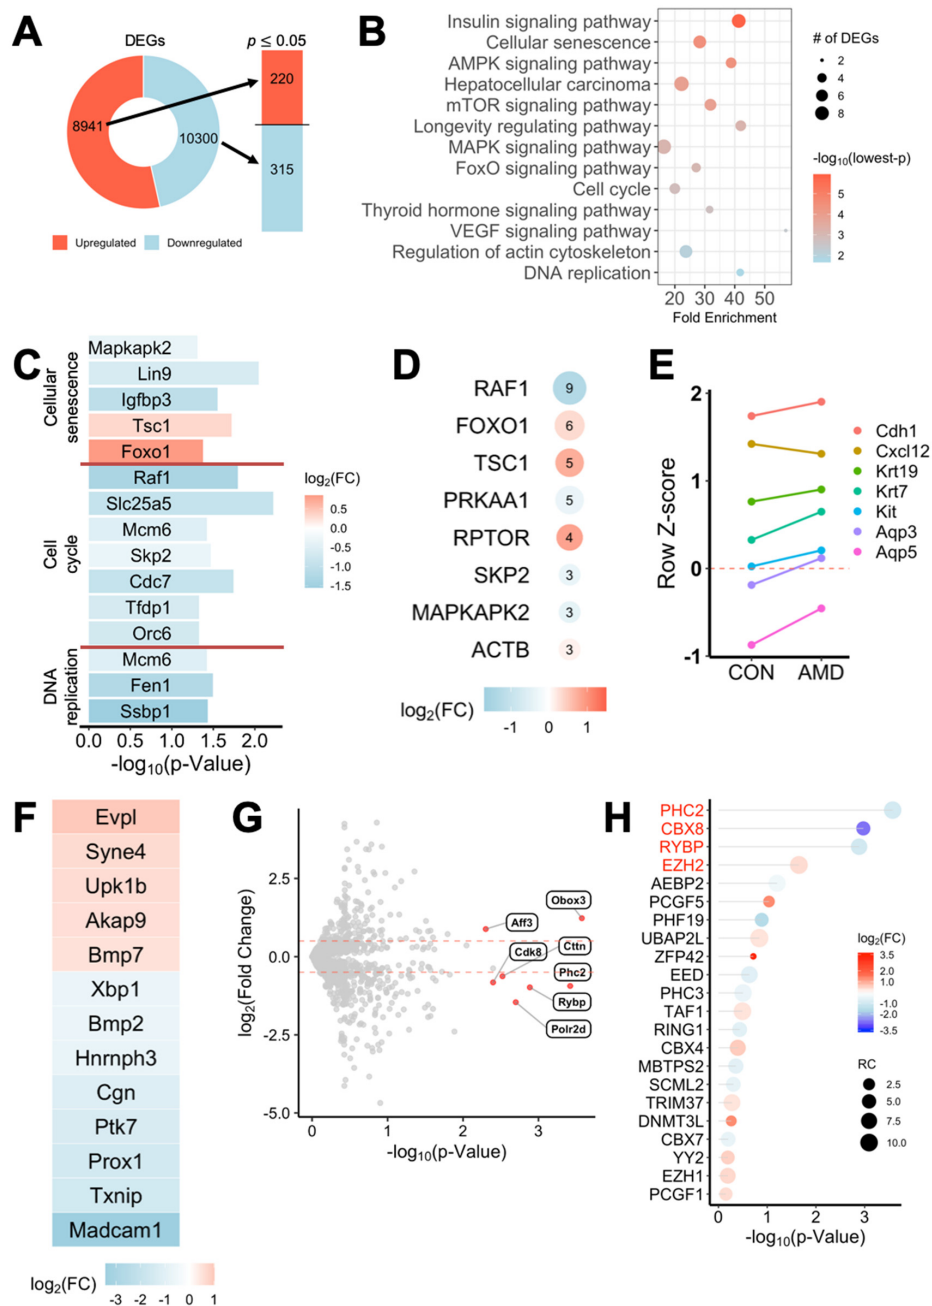 A
DEGs
p ≤ 0.05
8941
10300
220
315
Upregulated
Downregulated
B
Insulin signaling pathway
Cellular senescence
AMPK signaling pathway
Hepatocellular carcinoma
mTOR signaling pathway
Longevity regulating pathway
MAPK signaling pathway
FoxO signaling pathway
Cell cycle
Thyroid hormone signaling pathway
VEGF signaling pathway
Regulation of actin cytoskeleton
DNA replication
20 30 40 50
Fold Enrichment
# of DEGs
2
4
6
8
-log10(lowest-p)
5
4
3
2
C
Cellular
senescence
Cell
cycle
DNA
replication
Mapkapk2
Lin9
Igfbp3
Tsc1
Foxo1
Raf1
Slc25a5
Mcm6
Skp2
Cdc7
Tfdp1
Orc6
Mcm6
Fen1
Ssbp1
0.0 0.5 1.0 1.5 2.0
-log10(p-Value)
log2(FC)
0.5
0.0
-0.5
-1.0
-1.5
D
RAF1 9
FOXO1 6
TSC1 5
PRKAA1 5
RPTOR 4
SKP2 3
MAPKAPK2 3
ACTB 3
log2(FC)
-1 0 1
E
Row Z-score
2
1
0
-1
CON AMD
Cdh1
Cxcl12
Krt19
Krt7
Kit
Aqp3
Aqp5
F
Evpl
Syne4
Upk1b
Akap9
Bmp7
Xbp1
Bmp2
Hnrnph3
Cgn
Ptk7
Prox1
Txnip
Madcam1
log2(FC)
-3 -2 -1 0 1
G
log2(Fold Change)
2.5
0.0
-2.5
-5.0
0 1 2 3
-log10(p-Value)
Obox3
Aff3
Cttn
Cdk8
Phc2
Rybp
Polr2d
H
PHC2
CBX8
RYBP
EZH2
AEBP2
PCGF5
PHF19
UBAP2L
ZFP42
EED
PHC3
TAF1
RING1
CBX4
MBTPS2
SCML2
TRIM37
DNMT3L
CBX7
YY2
EZH1
PCGF1
0 1 2 3
-log10(p-Value)
log2(FC)
3.5
2.0
1.0
-1.0
-2.0
-3.5
RC
2.5
5.0
7.5
10.0